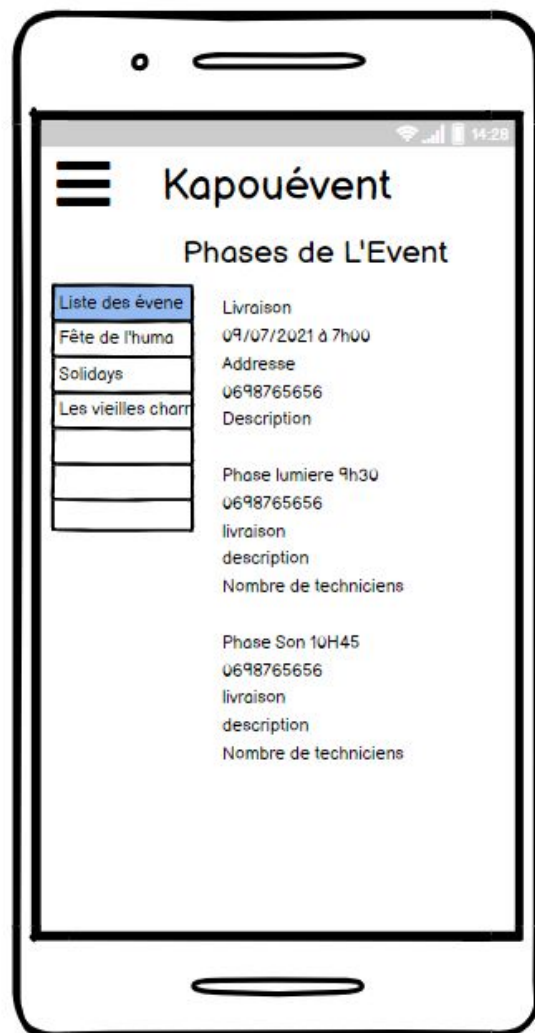 14:28
Kapouévent
Phases de L'Event
Liste des évene
Fête de l'huma
Solidays
Les vieilles charr
Livraison
09/07/2021 à 7h00
Addresse
0698765656
Description
Phase lumiere 9h30
0698765656
livraison
description
Nombre de techniciens
Phase Son 10H45
0698765656
livraison
description
Nombre de techniciens